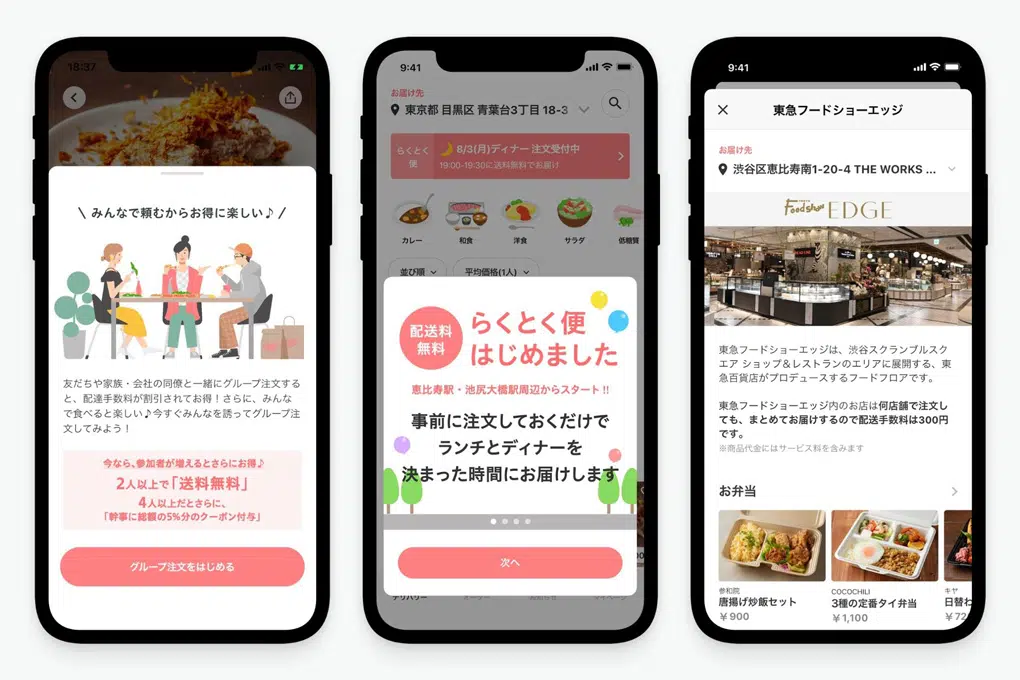 18:37
\ みんなで頼むからお得に楽しい♪ /
友だちや家族・会社の同僚と一緒にグループ注文する
と、配達手数料が割引されてお得！さらに、みんな
で食べると楽しい♪今すぐみんなを誘ってグループ注
文してみよう！
今なら、参加者が増えるとさらにお得♪
2人以上で「送料無料」
4人以上だとさらに、
「幹事に総額の5%分のクーポン付与」
グループ注文をはじめる
9:41
お届け先
東京都 目黒区 青葉台3丁目 18-3
らくとく
便
8/3(月)ディナー 注文受付中
19:00-19:30に送料無料でお届け
カレー
和食
洋食
サラダ
低糖質
並び順
平均価格(1人)
配送料
無料
らくとく便
はじめました
恵比寿駅・池尻大橋駅周辺からスタート!!
事前に注文しておくだけで
ランチとディナーを
決まった時間にお届けします
次へ
デリバリー
9:41
東急フードショーエッジ
お届け先
渋谷区恵比寿南1-20-4 THE WORKS ...
Food show EDGE
東急フードショーエッジは、渋谷スクランブルスク
エア ショップ＆レストランのエリアに展開する、東
急百貨店がプロデュースするフードフロアです。
東急フードショーエッジ内のお店は何店舗で注文し
ても、まとめてお届けするので配送手数料は300円
です。
※商品代金にはサービス料を含みます
お弁当
参和院
唐揚げ炒飯セット
¥900
COCOCHILI
3種の定番タイ弁当
¥1,100
キヤ
日替わ
¥72